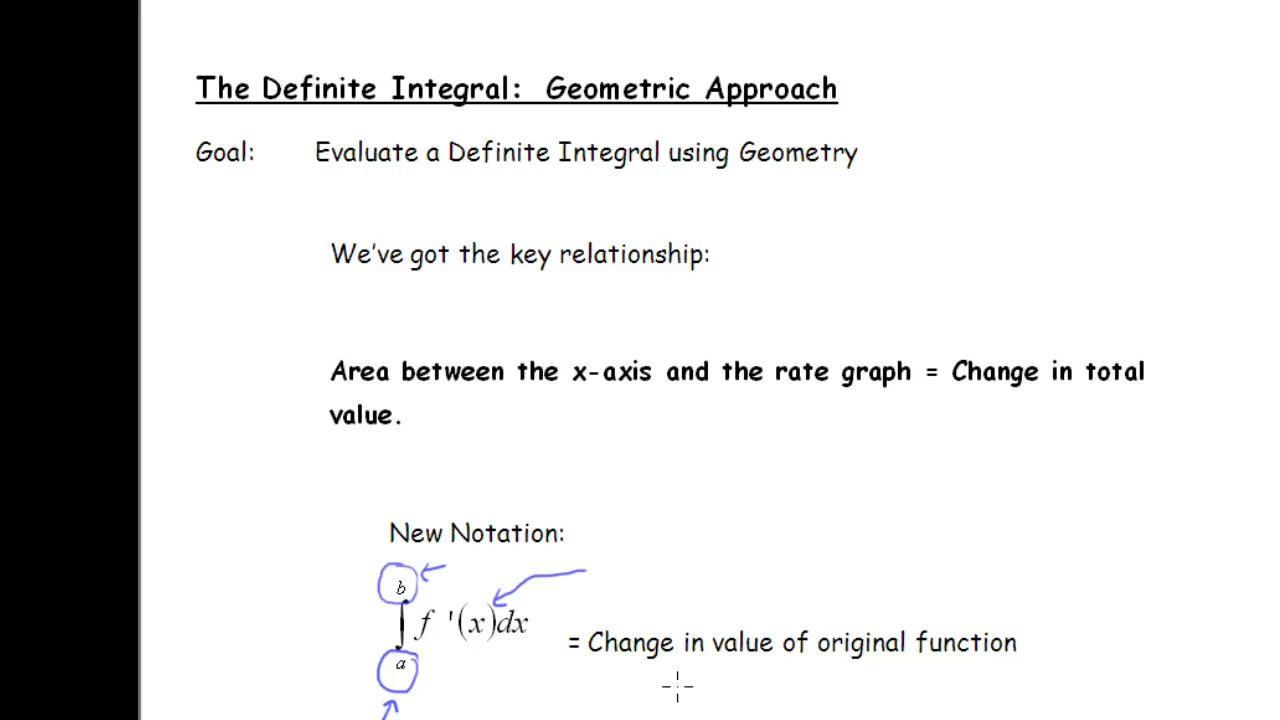 The Definite Integral: Geometric Approach
Goal: Evaluate a Definite Integral using Geometry
We've got the key relationship:
Area between the x-axis and the rate graph = Change in total
value.
New Notation:
b
∫ f '(x)dx
a
= Change in value of original function